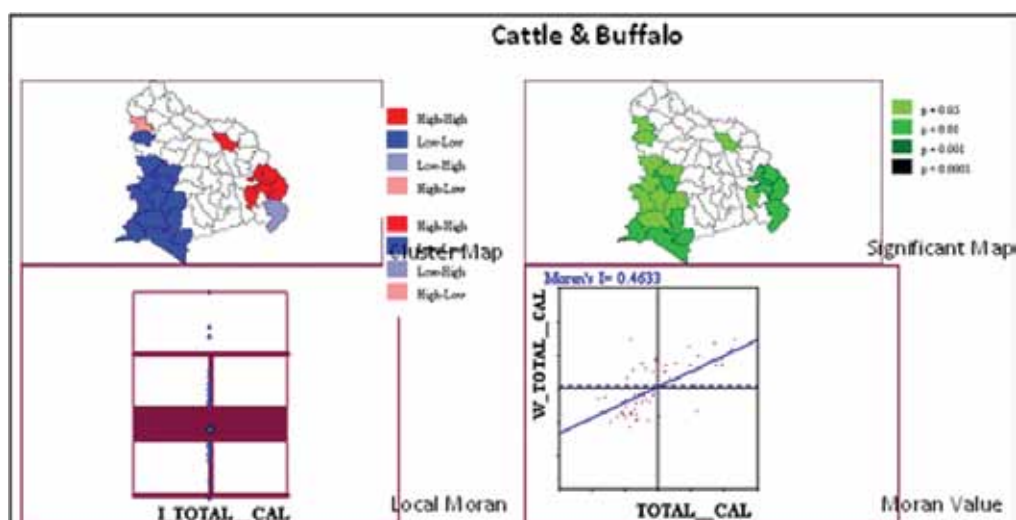 Cattle & Buffalo
High-High
Low-Low
Low-High
High-Low
High-High
Low-High
High-Low
Cluster Map
p = 0.05
p = 0.01
p = 0.001
p = 0.0001
Significant Map
Local Moran
I_TOTAL__CAL
Moran's I= 0.4633
W_TOTAL__CAL
TOTAL__CAL
Moran Value